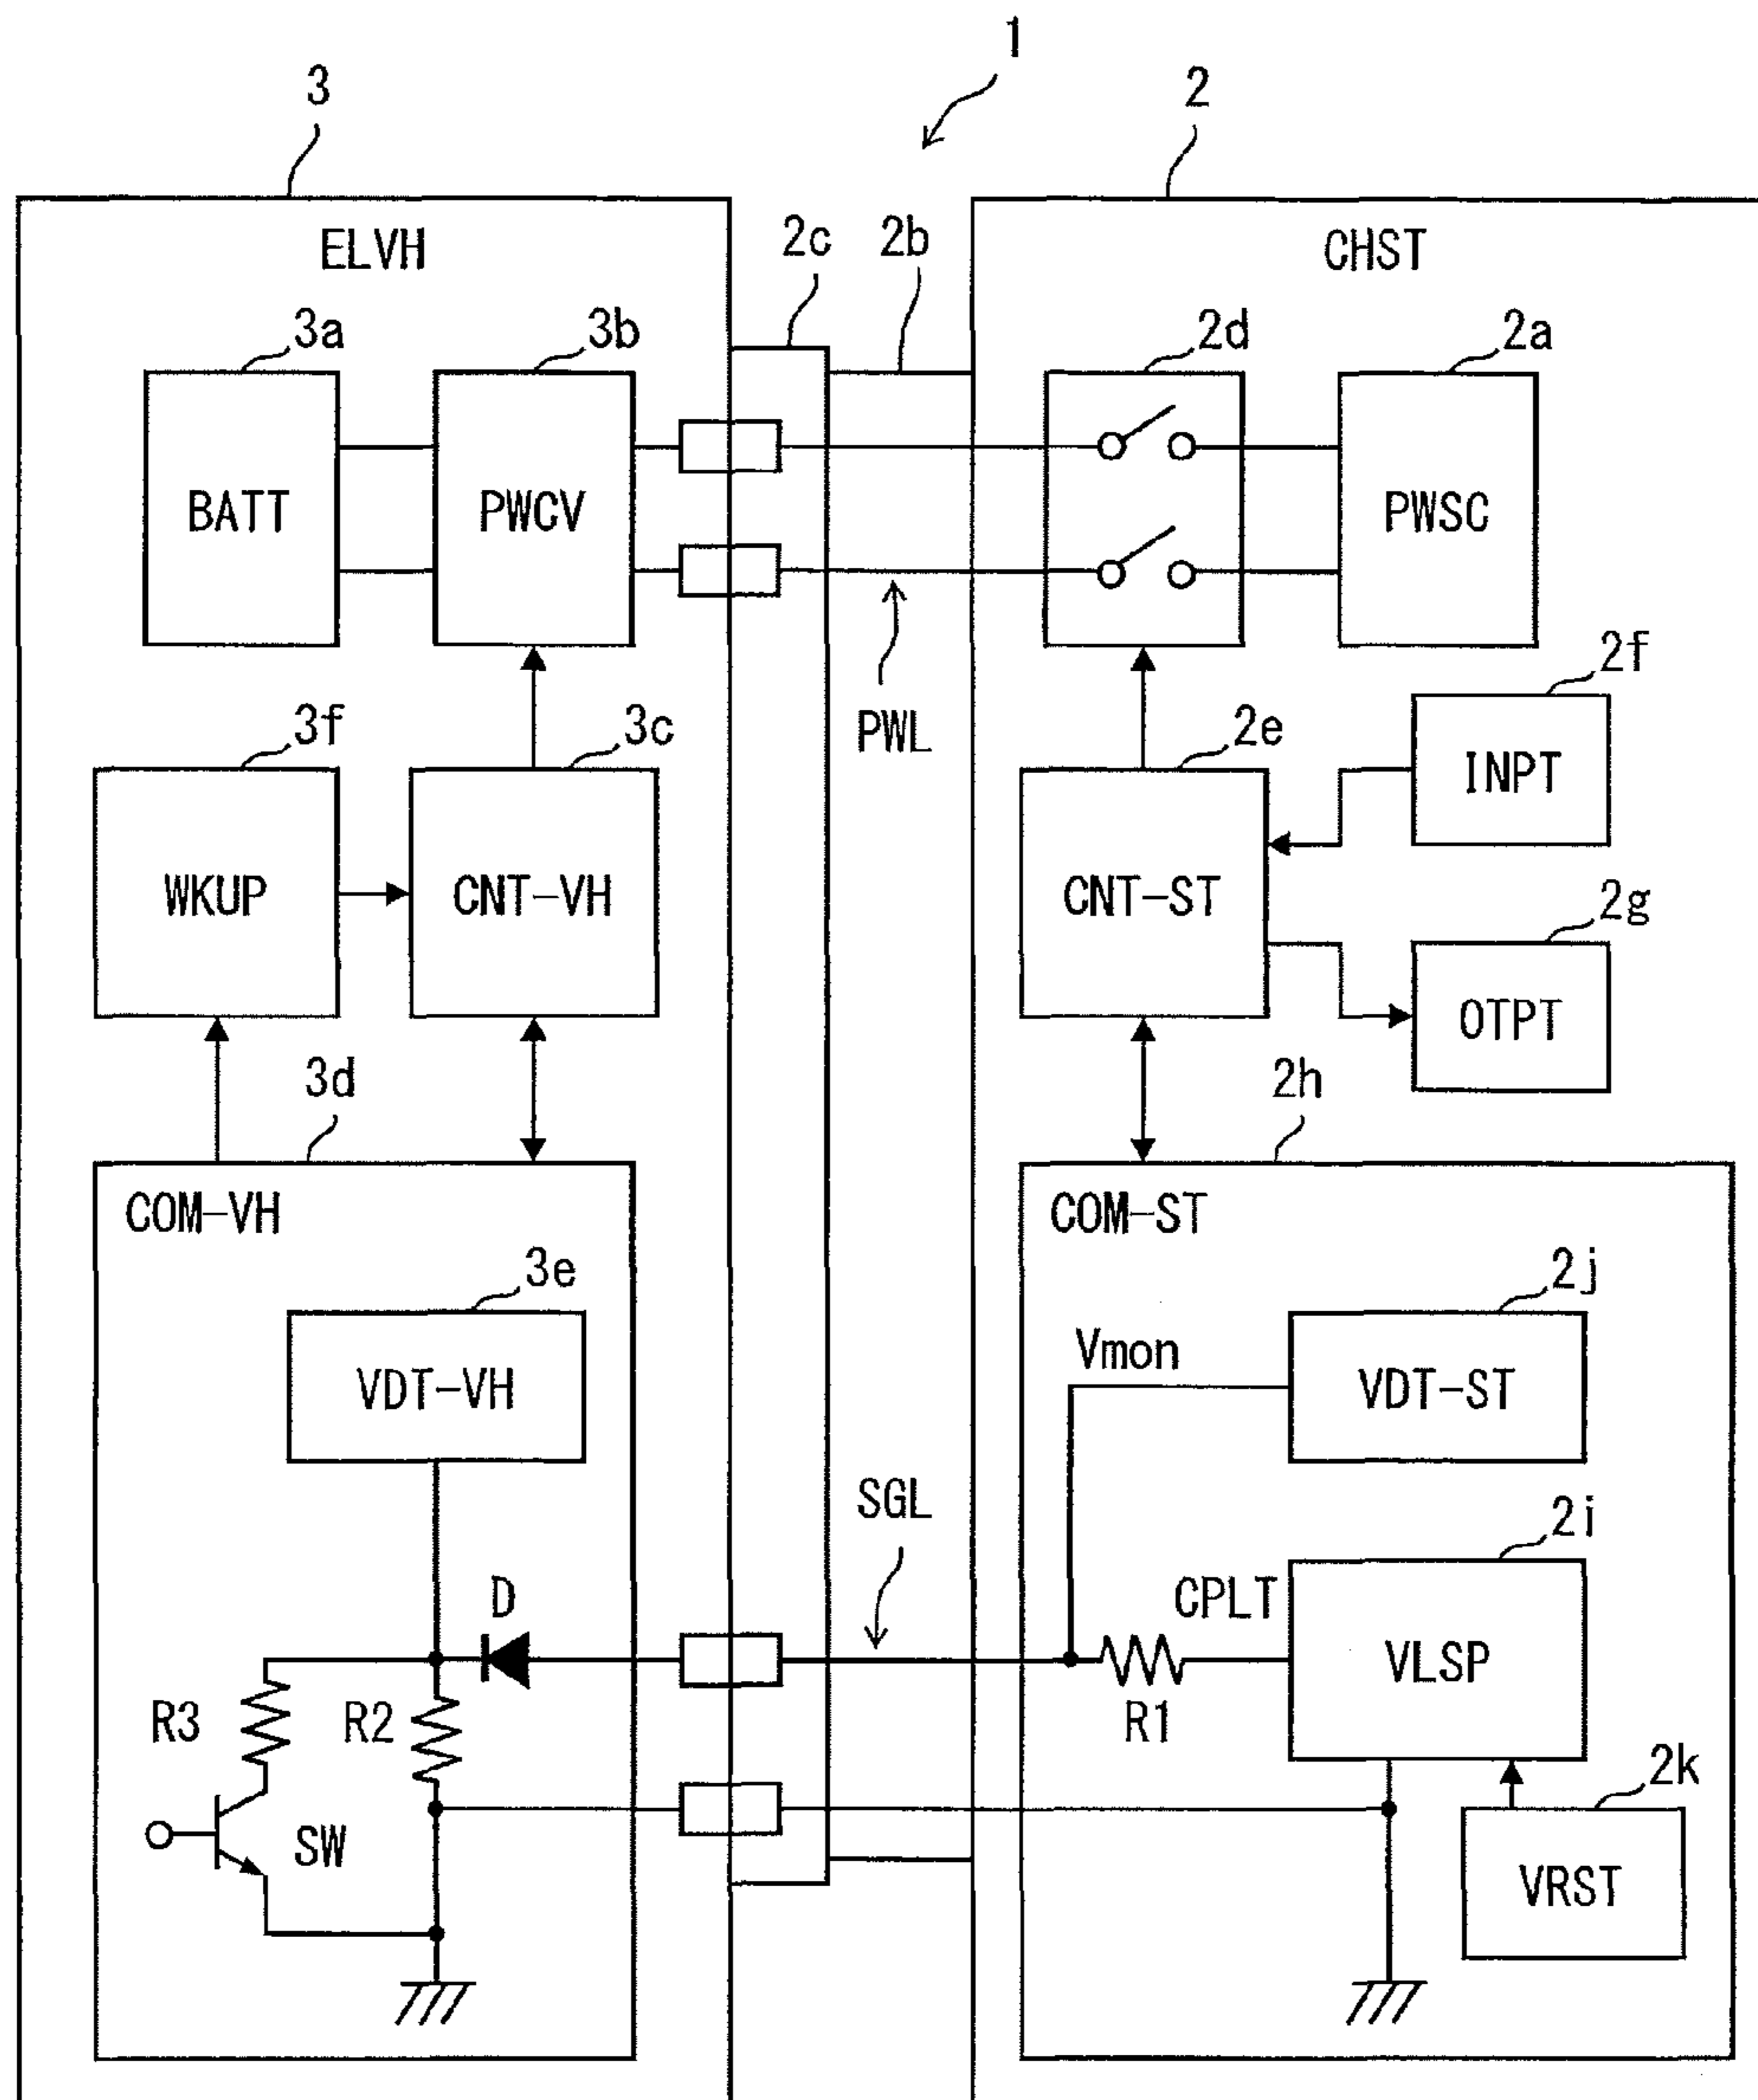 1
3
2
ELVH
2c
2b
CHST
3a
3b
2d
2a
BATT
PWCV
PWSC
2f
3f
3c
PWL
2e
INPT
WKUP
CNT-VH
CNT-ST
2g
OTPT
3d
2h
COM-VH
COM-ST
3e
2j
Vmon
VDT-VH
VDT-ST
SGL
2i
D
CPLT
VLSP
R3
R2
R1
2k
SW
VRST